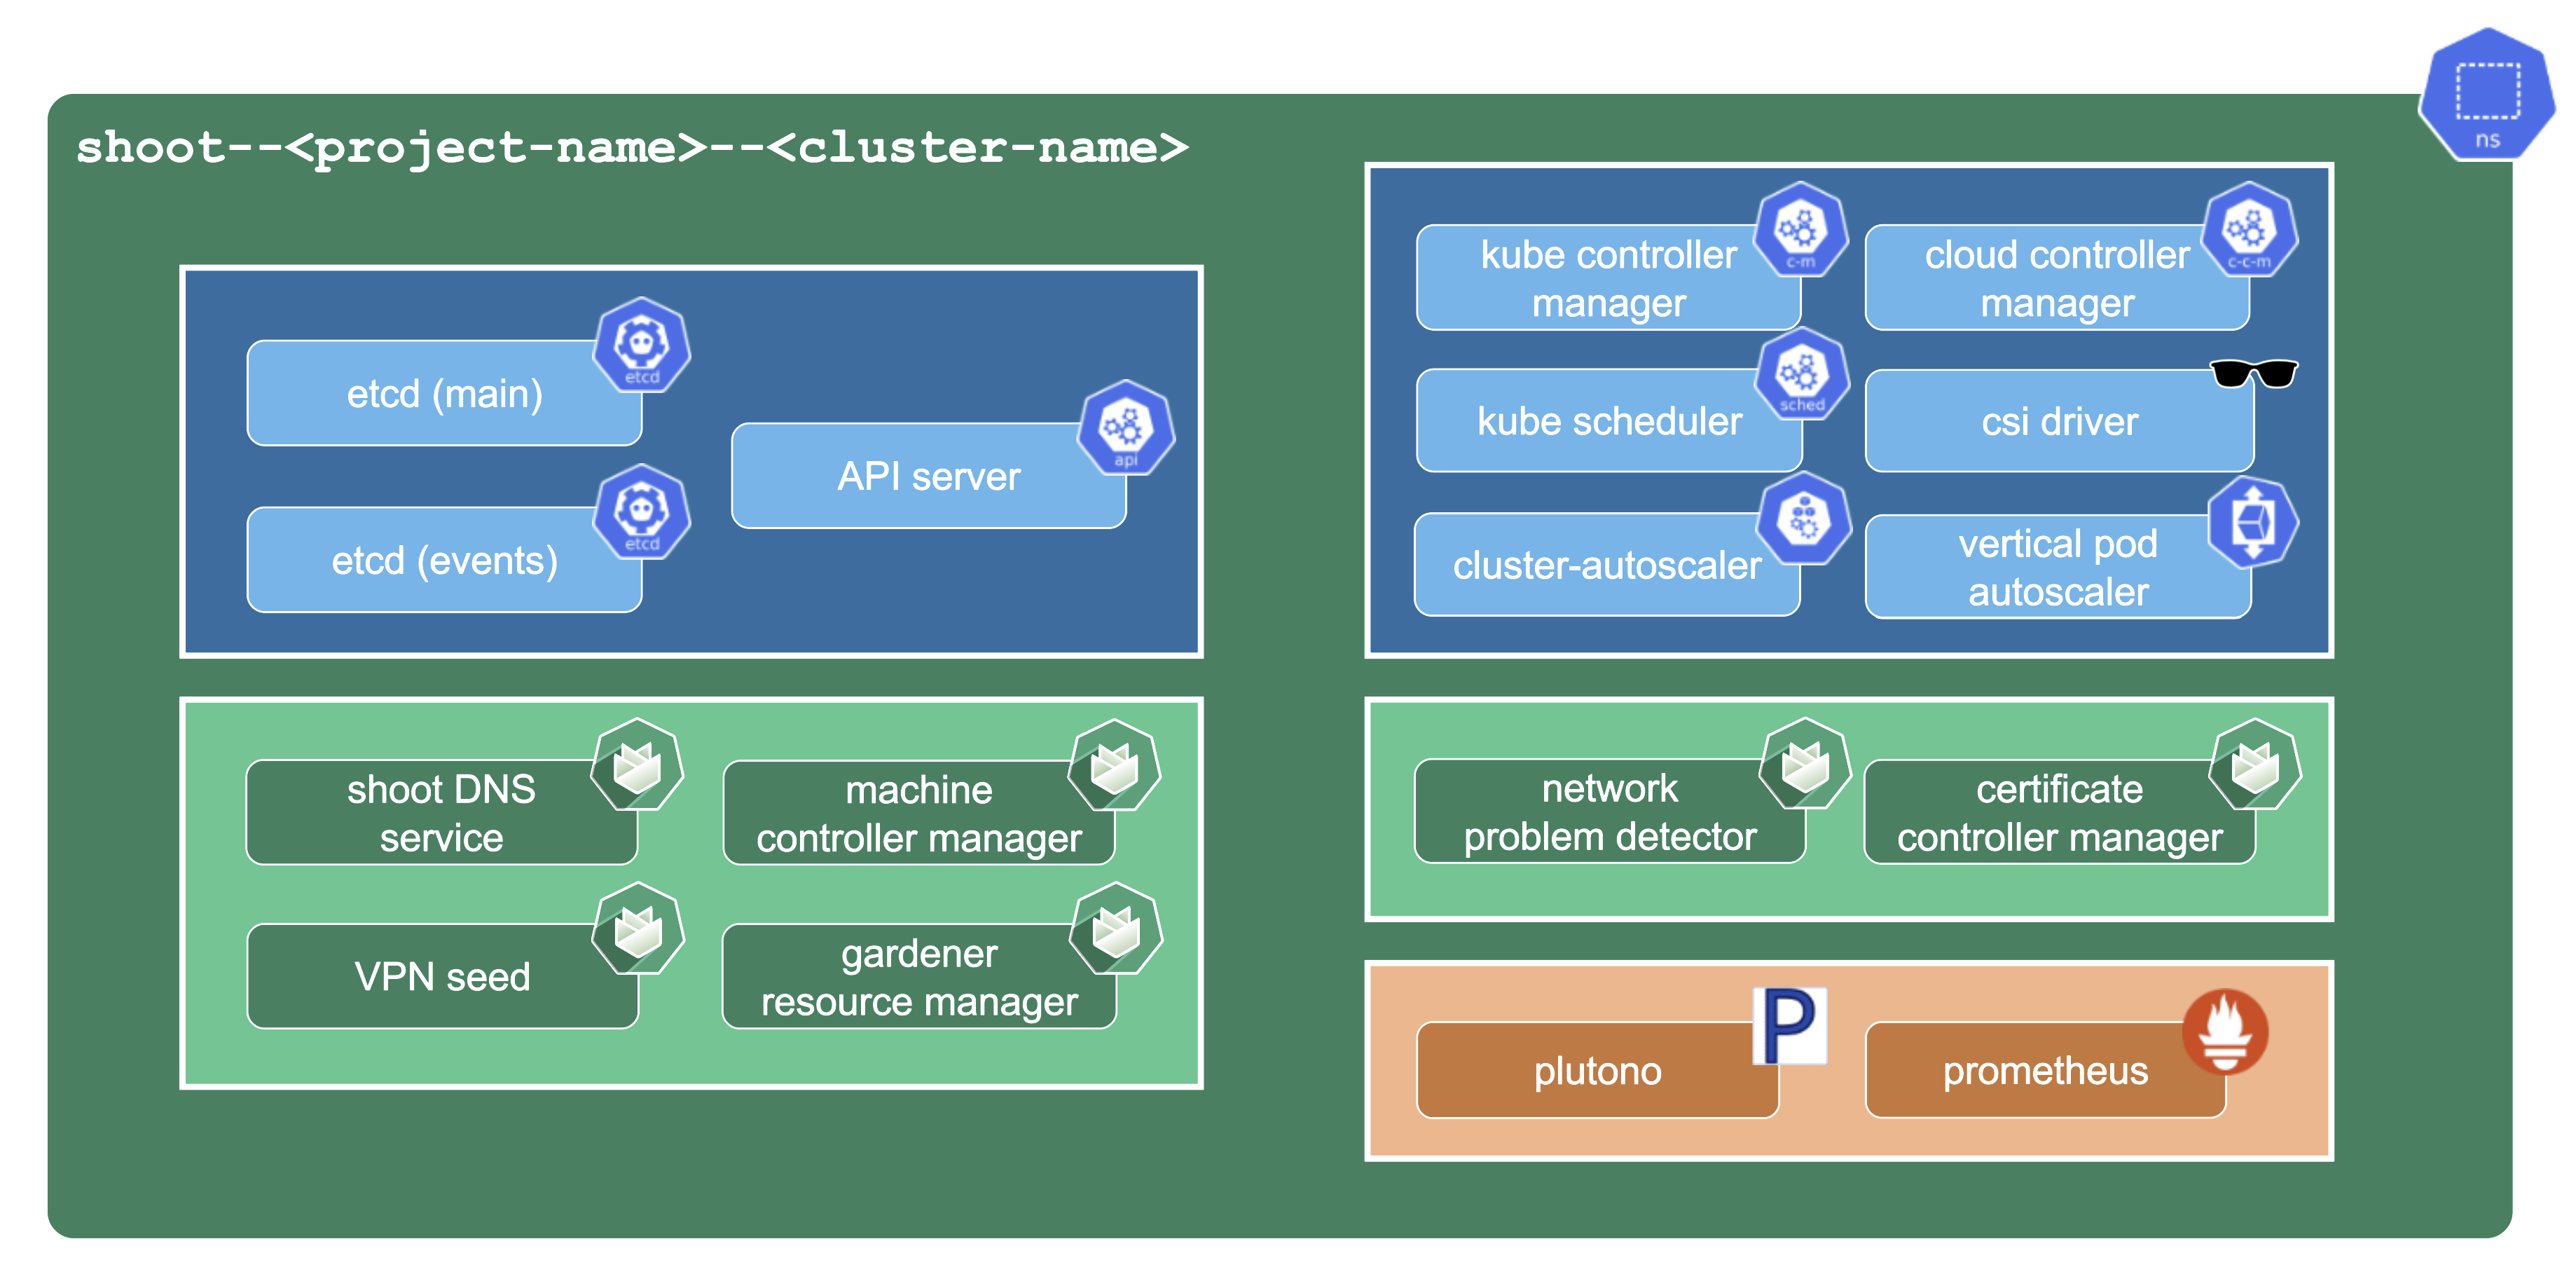 ns
shoot--<project-name>--<cluster-name>
etcd
etcd (main)
api
API server
etcd
etcd (events)
c-m
kube controller
manager
c-c-m
cloud controller
manager
sched
kube scheduler
csi driver
cluster-autoscaler
vertical pod
autoscaler
shoot DNS
service
machine
controller manager
VPN seed
gardener
resource manager
network
problem detector
certificate
controller manager
P
plutono
prometheus